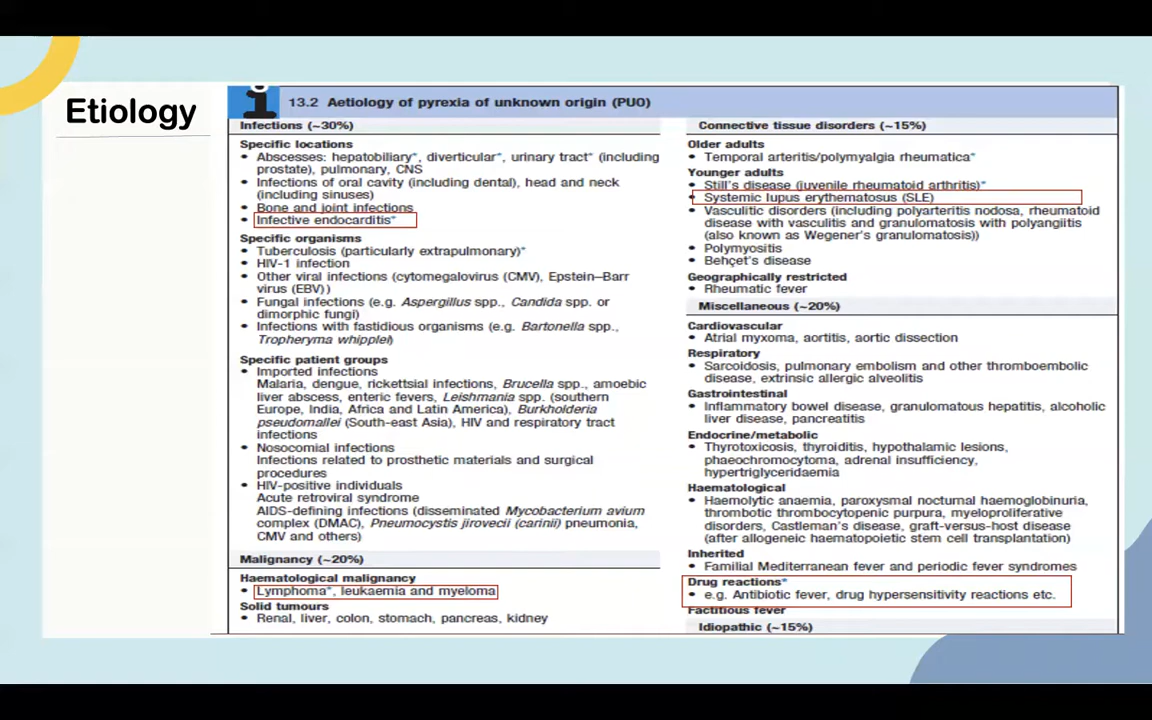 Etiology
i 13.2 Aetiology of pyrexia of unknown origin (PUO)
Infections (~30%)
Specific locations
• Abscesses: hepatobiliary*, diverticular*, urinary tract* (including
prostate), pulmonary, CNS
• Infections of oral cavity (including dental), head and neck
(including sinuses)
• Bone and joint infections
• Infective endocarditis*
Specific organisms
• Tuberculosis (particularly extrapulmonary)*
• HIV-1 infection
• Other viral infections (cytomegalovirus (CMV), Epstein–Barr
virus (EBV))
• Fungal infections (e.g. Aspergillus spp., Candida spp. or
dimorphic fungi)
• Infections with fastidious organisms (e.g. Bartonella spp.,
Tropheryma whipplei)
Specific patient groups
• Imported infections
Malaria, dengue, rickettsial infections, Brucella spp., amoebic
liver abscess, enteric fevers, Leishmania spp. (southern
Europe, India, Africa and Latin America), Burkholderia
pseudomallei (South-east Asia), HIV and respiratory tract
infections
• Nosocomial infections
Infections related to prosthetic materials and surgical
procedures
• HIV-positive individuals
Acute retroviral syndrome
AIDS-defining infections (disseminated Mycobacterium avium
complex (DMAC), Pneumocystis jirovecii (carinii) pneumonia,
CMV and others)
Malignancy (~20%)
Haematological malignancy
• Lymphoma*, leukaemia and myeloma
Solid tumours
• Renal, liver, colon, stomach, pancreas, kidney
Connective tissue disorders (~15%)
Older adults
• Temporal arteritis/polymyalgia rheumatica*
Younger adults
• Still's disease (juvenile rheumatoid arthritis)*
• Systemic lupus erythematosus (SLE)
• Vasculitic disorders (including polyarteritis nodosa, rheumatoid
disease with vasculitis and granulomatosis with polyangiitis
(also known as Wegener's granulomatosis))
• Polymyositis
• Behçet's disease
Geographically restricted
• Rheumatic fever
Miscellaneous (~20%)
Cardiovascular
• Atrial myxoma, aortitis, aortic dissection
Respiratory
• Sarcoidosis, pulmonary embolism and other thromboembolic
disease, extrinsic allergic alveolitis
Gastrointestinal
• Inflammatory bowel disease, granulomatous hepatitis, alcoholic
liver disease, pancreatitis
Endocrine/metabolic
• Thyrotoxicosis, thyroiditis, hypothalamic lesions,
phaeochromocytoma, adrenal insufficiency,
hypertriglyceridaemia
Haematological
• Haemolytic anaemia, paroxysmal nocturnal haemoglobinuria,
thrombotic thrombocytopenic purpura, myeloproliferative
disorders, Castleman's disease, graft-versus-host disease
(after allogeneic haematopoietic stem cell transplantation)
Inherited
• Familial Mediterranean fever and periodic fever syndromes
Drug reactions*
• e.g. Antibiotic fever, drug hypersensitivity reactions etc.
Factitious fever
Idiopathic (~15%)